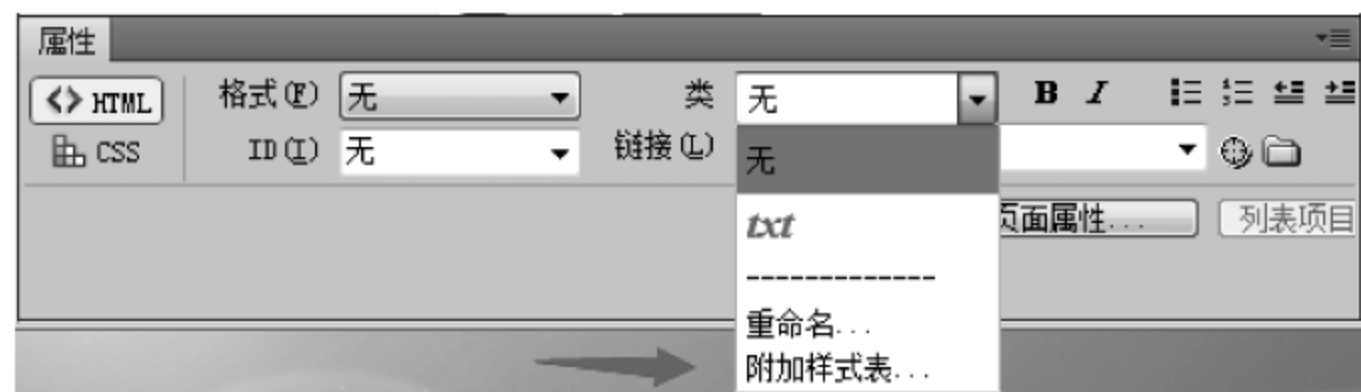 属性
HTML 格式(F) 无 类 无 B I
CSS ID(I) 无 链接(L)
无
txt
页面属性... 列表项目
-------------
重命名...
附加样式表...